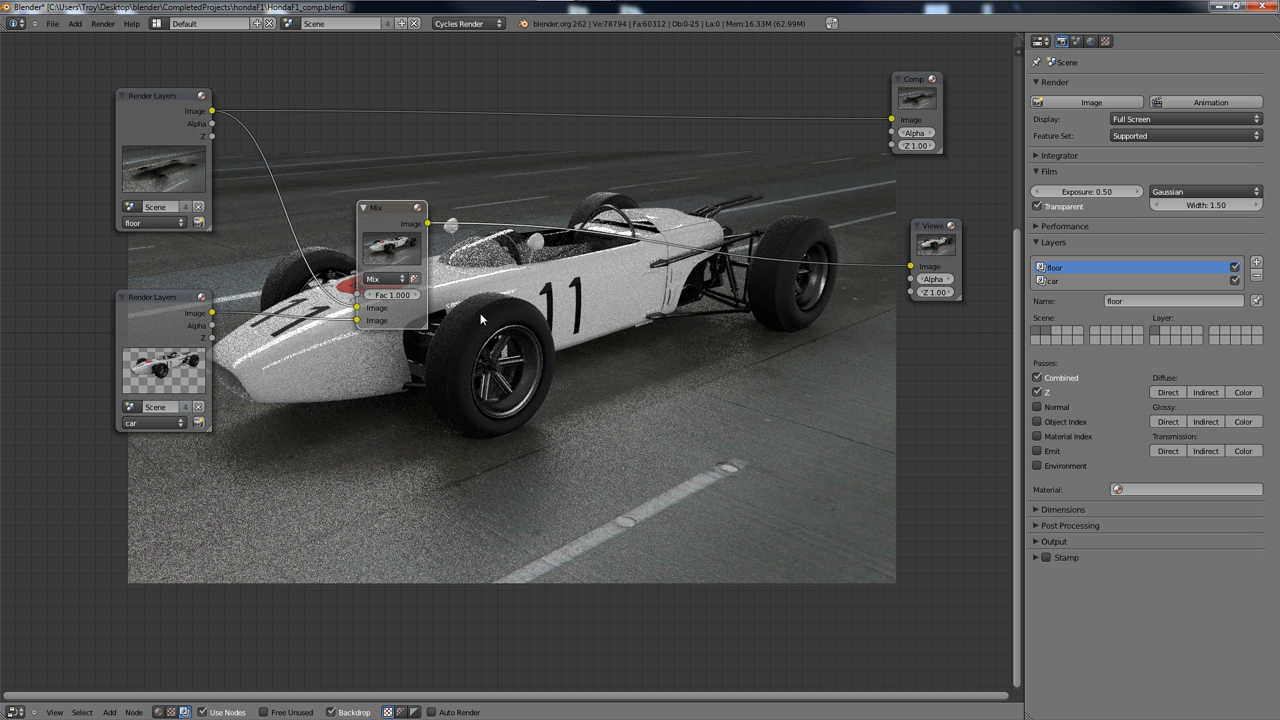 Blender* [C:\Users\Troy\Desktop\blender\CompletedProjects\hondaF1\HondaF1_comp.blend]
File Add Render Help Default Scene 4 Cycles Render blender.org 262 | Ve:78794 | Fa:60312 | Ob:0-25 | La:0 | Mem:16.33M (62.99M)
Scene
Render
Image Animation
Display: Full Screen
Feature Set: Supported
Integrator
Film
Exposure: 0.50 Gaussian
Transparent Width: 1.50
Performance
Layers
floor
car
Name: floor
Scene: Layer:
Passes:
Combined Diffuse:
Z Direct Indirect Color
Normal Glossy:
Object Index Direct Indirect Color
Material Index Transmission:
Emit Direct Indirect Color
Environment
Material:
Dimensions
Post Processing
Output
Stamp
Render Layers
Image
Alpha
Z
Scene 4
floor
Render Layers
Image
Alpha
Z
Scene 4
car
Mix
Image
Mix
Fac 1.000
Image
Image
Comp
Image
Alpha
Z 1.00
Viewe
Image
Alpha
Z 1.00
11
11
View Select Add Node Use Nodes Free Unused Backdrop Auto Render